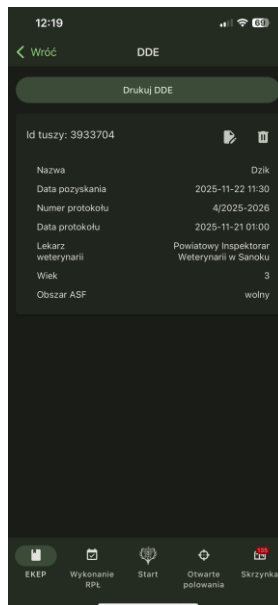 12:19
69
Wróć
DDE
Drukuj DDE
Id tuszy: 3933704
Nazwa Dzik
Data pozyskania 2025-11-22 11:30
Numer protokołu 4/2025-2026
Data protokołu 2025-11-21 01:00
Lekarz weterynarii Powiatowy Inspektorar
Weterynarii w Sanoku
Wiek 3
Obszar ASF wolny
EKEP
Wykonanie
RPŁ
Start
Otwarte
polowania
Skrzynka